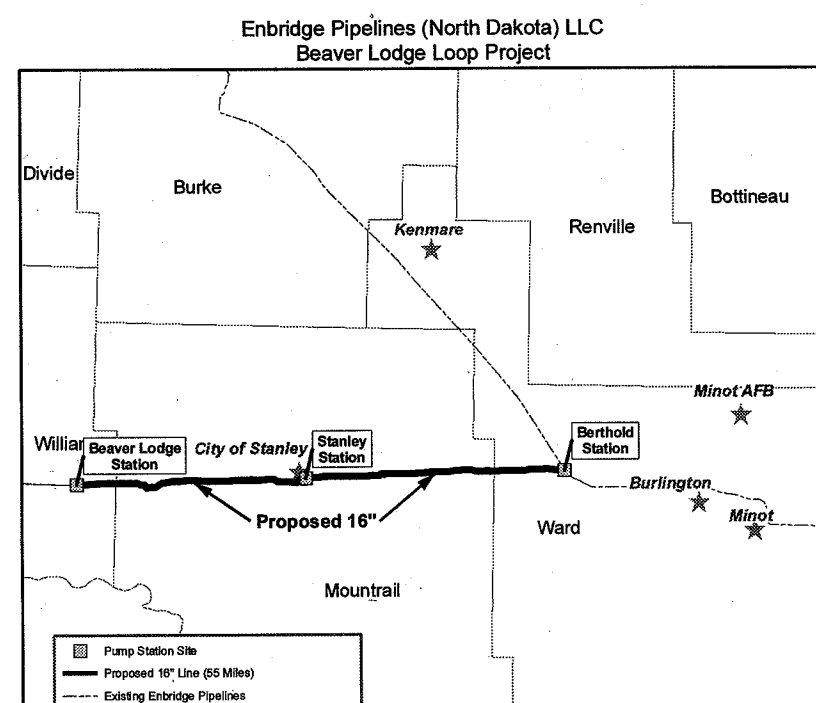 Enbridge Pipelines (North Dakota) LLC
Beaver Lodge Loop Project
Divide
Burke
Bottineau
Renville
Kenmare
Minot AFB
William
Beaver Lodge
Station
City of Stanley
Stanley
Station
Berthold
Station
Burlington
Minot
Proposed 16"
Ward
Mountrail
Pump Station Site
Proposed 16" Line (55 Miles)
Existing Enbridge Pipelines